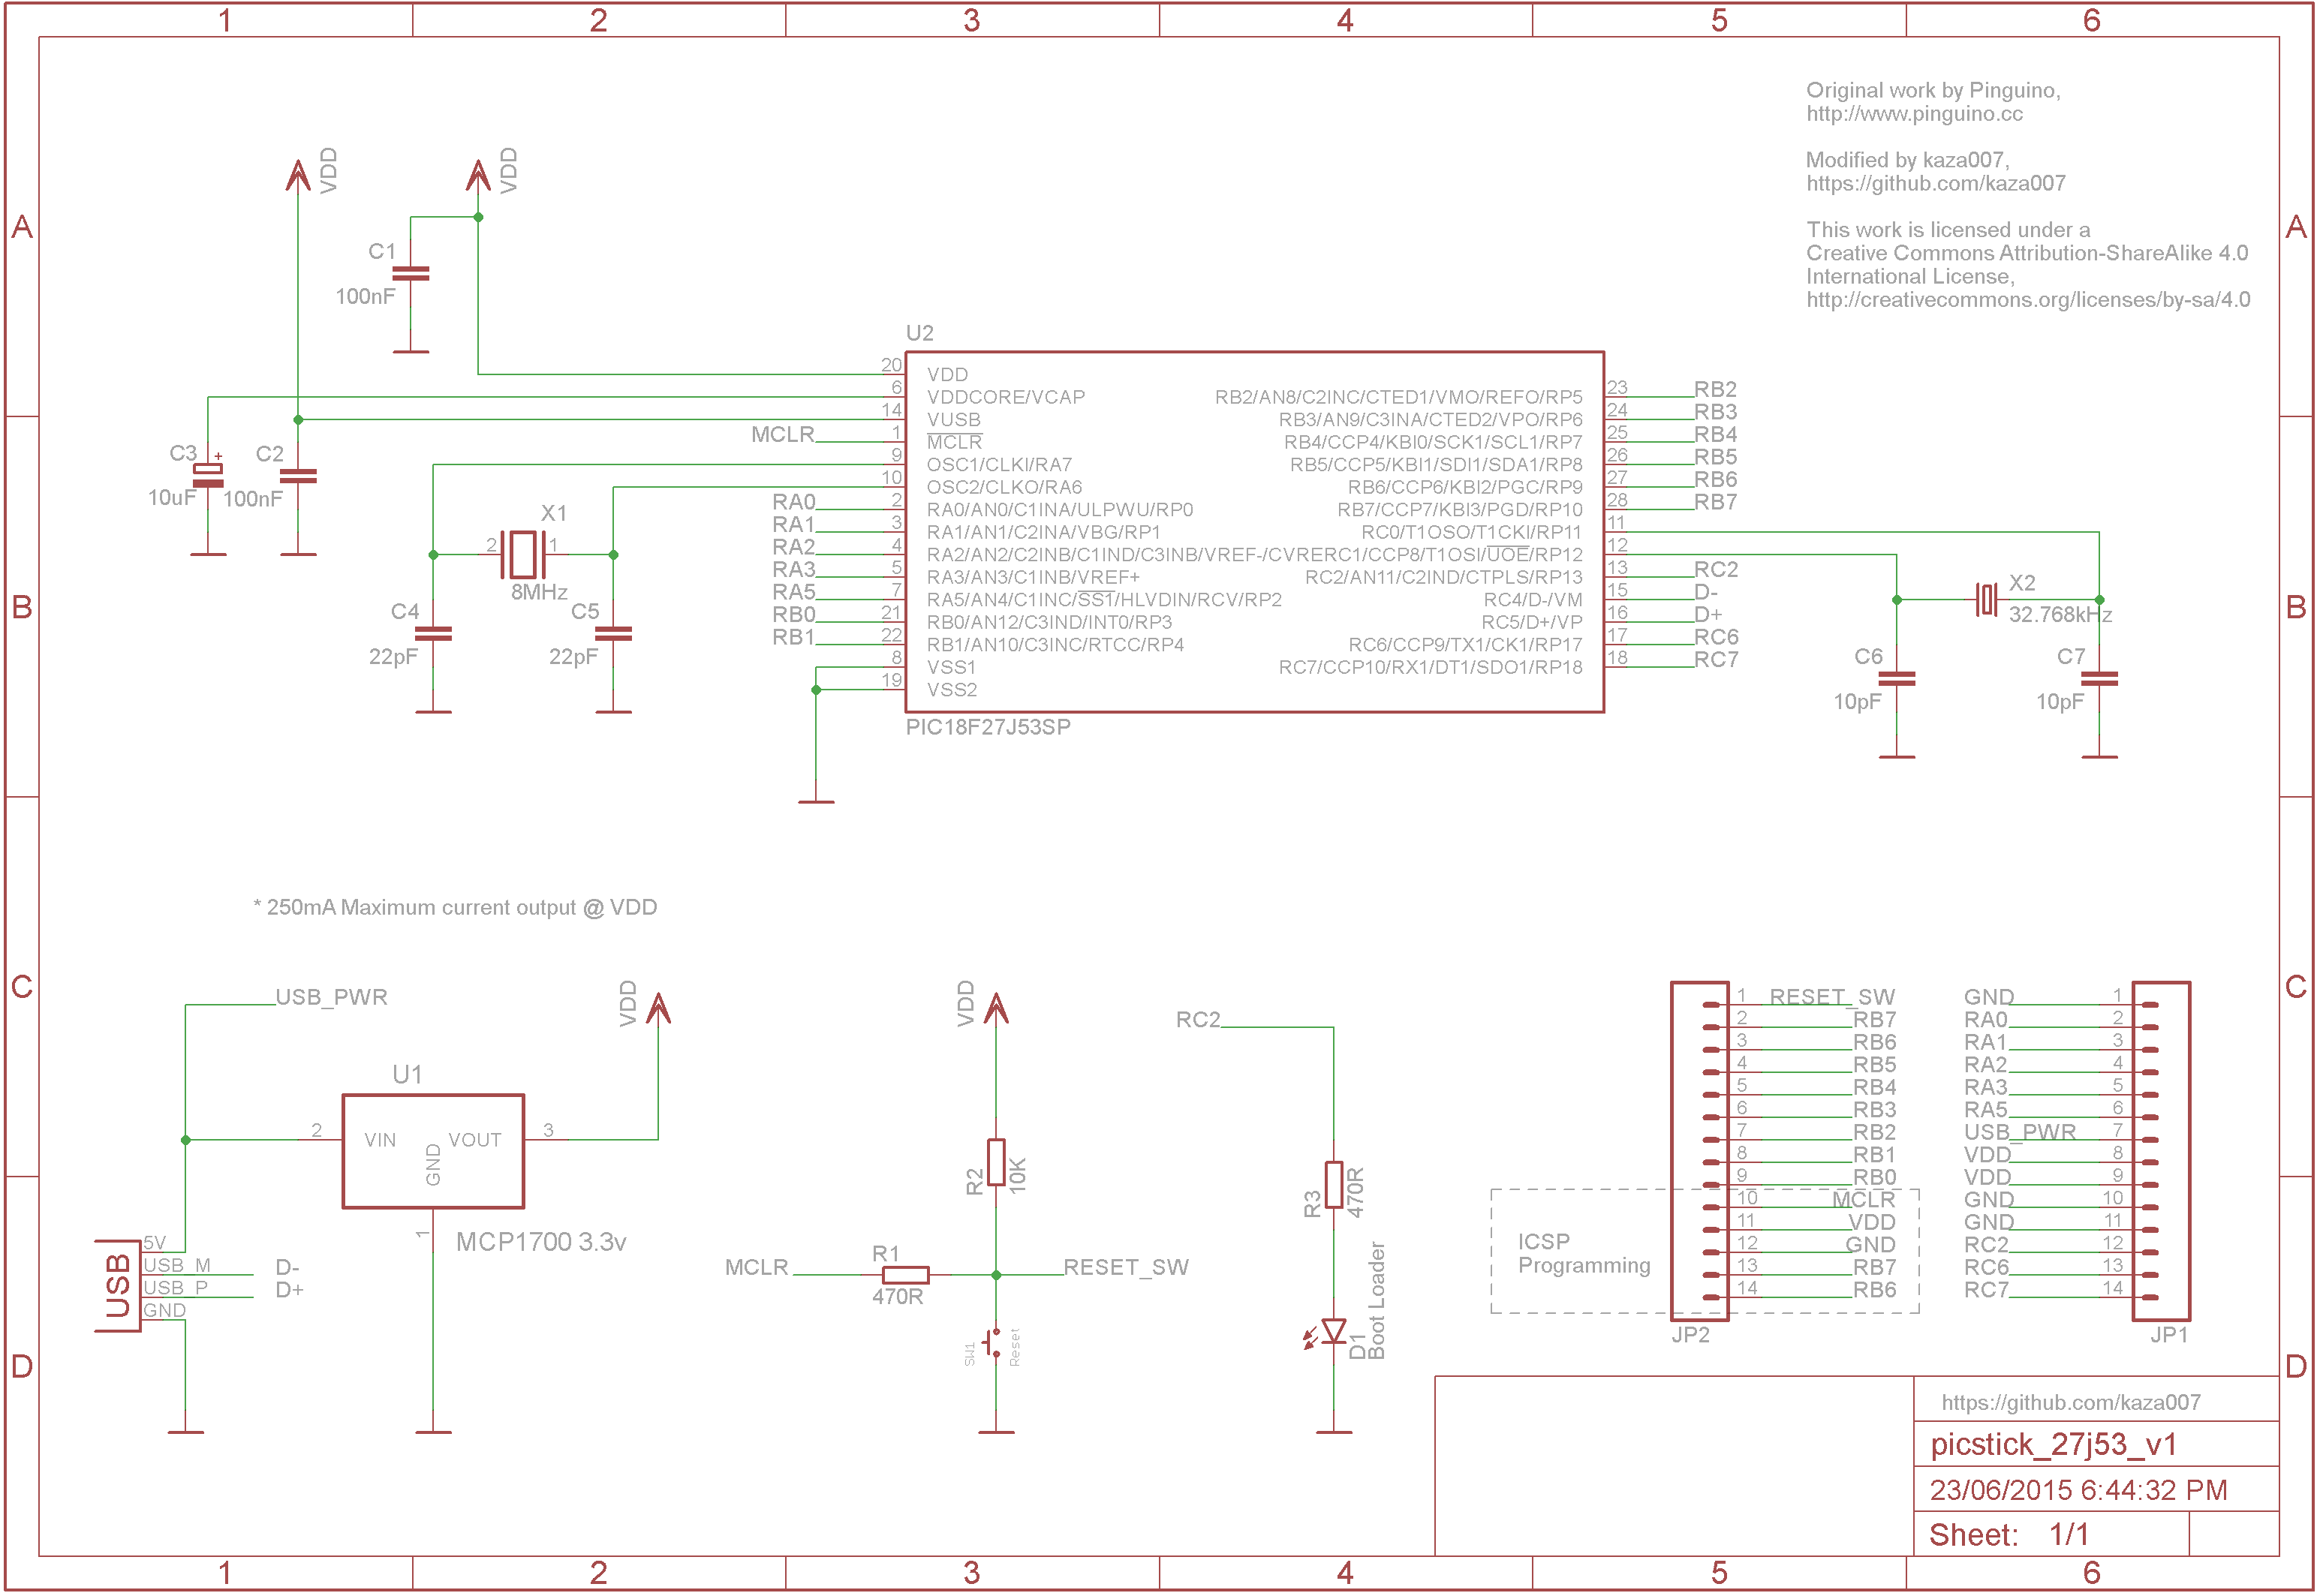 1 2 3 4 5 6
Original work by Pinguino,
http://www.pinguino.cc
Modified by kaza007,
https://github.com/kaza007
This work is licensed under a
Creative Commons Attribution-ShareAlike 4.0
International License,
http://creativecommons.org/licenses/by-sa/4.0
A
A
VDD
VDD
C1
100nF
U2
20 VDD
6 VDDCORE/VCAP
14 VUSB
MCLR 1 MCLR
9 OSC1/CLKI/RA7
10 OSC2/CLKO/RA6
RA0 2 RA0/AN0/C1INA/ULPWU/RP0
RA1 3 RA1/AN1/C2INA/VBG/RP1
RA2 4 RA2/AN2/C2INB/C1IND/C3INB/VREF-/CVREF
RA3 5 RA3/AN3/C1INB/VREF+
RA5 7 RA5/AN4/C1INC/SS1/HLVDIN/RCV/RP2
RB0 21 RB0/AN12/C3IND/INT0/RP3
RB1 22 RB1/AN10/C3INC/RTCC/RP4
8 VSS1
19 VSS2
RB2/AN8/C2INC/CTED1/VMO/REFO/RP5 23 RB2
RB3/AN9/C3INA/CTED2/VPO/RP6 24 RB3
RB4/CCP4/KBI0/SCK1/SCL1/RP7 25 RB4
RB5/CCP5/KBI1/SDI1/SDA1/RP8 26 RB5
RB6/CCP6/KBI2/PGC/RP9 27 RB6
RB7/CCP7/KBI3/PGD/RP10 28 RB7
RC0/T1OSO/T1CKI/RP11 11
RC1/CCP8/T1OSI/UOE/RP12 12
RC2/AN11/C2IND/CTPLS/RP13 13 RC2
RC4/D-/VM 15 D-
RC5/D+/VP 16 D+
RC6/CCP9/TX1/CK1/RP17 17 RC6
RC7/CCP10/RX1/DT1/SDO1/RP18 18 RC7
PIC18F27J53SP
C3 +
10uF
C2
100nF
X1
2 1
8MHz
C4
22pF
C5
22pF
X2
32.768kHz
C6
10pF
C7
10pF
B
B
* 250mA Maximum current output @ VDD
C
C
USB_PWR
VDD
U1
2 VIN
VOUT 3
GND
1
MCP1700 3.3v
USB
5V
USB_M D-
USB_P D+
GND
VDD
R2
10K
MCLR
R1
470R
RESET_SW
SW1
Reset
RC2
R3
470R
D1
Boot Loader
1 RESET_SW
2 RB7
3 RB6
4 RB5
5 RB4
6 RB3
7 RB2
8 RB1
9 RB0
10 MCLR
11 VDD
12 GND
13 RB7
14 RB6
ICSP
Programming
JP2
GND 1
RA0 2
RA1 3
RA2 4
RA3 5
RA5 6
USB_PWR 7
VDD 8
VDD 9
GND 10
GND 11
RC2 12
RC6 13
RC7 14
JP1
D
D
https://github.com/kaza007
picstick_27j53_v1
23/06/2015 6:44:32 PM
Sheet: 1/1
1 2 3 4 5 6